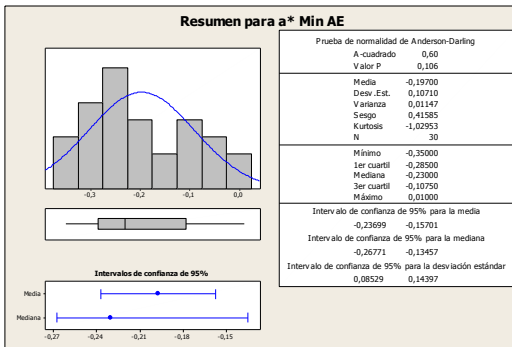 Resumen para a* Min AE
Prueba de normalidad de Anderson-Darling
A-cuadrado 0,60
Valor P 0,106
Media -0,19700
Desv.Est. 0,10710
Varianza 0,01147
Sesgo 0,41585
Kurtosis -1,02953
N 30
Mínimo -0,35000
1er cuartil -0,28500
Mediana -0,23000
3er cuartil -0,10750
Máximo 0,01000
Intervalo de confianza de 95% para la media
-0,23699 -0,15701
Intervalo de confianza de 95% para la mediana
-0,26771 -0,13457
Intervalo de confianza de 95% para la desviación estándar
0,08529 0,14397
-0,3 -0,2 -0,1 0,0
Intervalos de confianza de 95%
Media
Mediana
-0,27 -0,24 -0,21 -0,18 -0,15